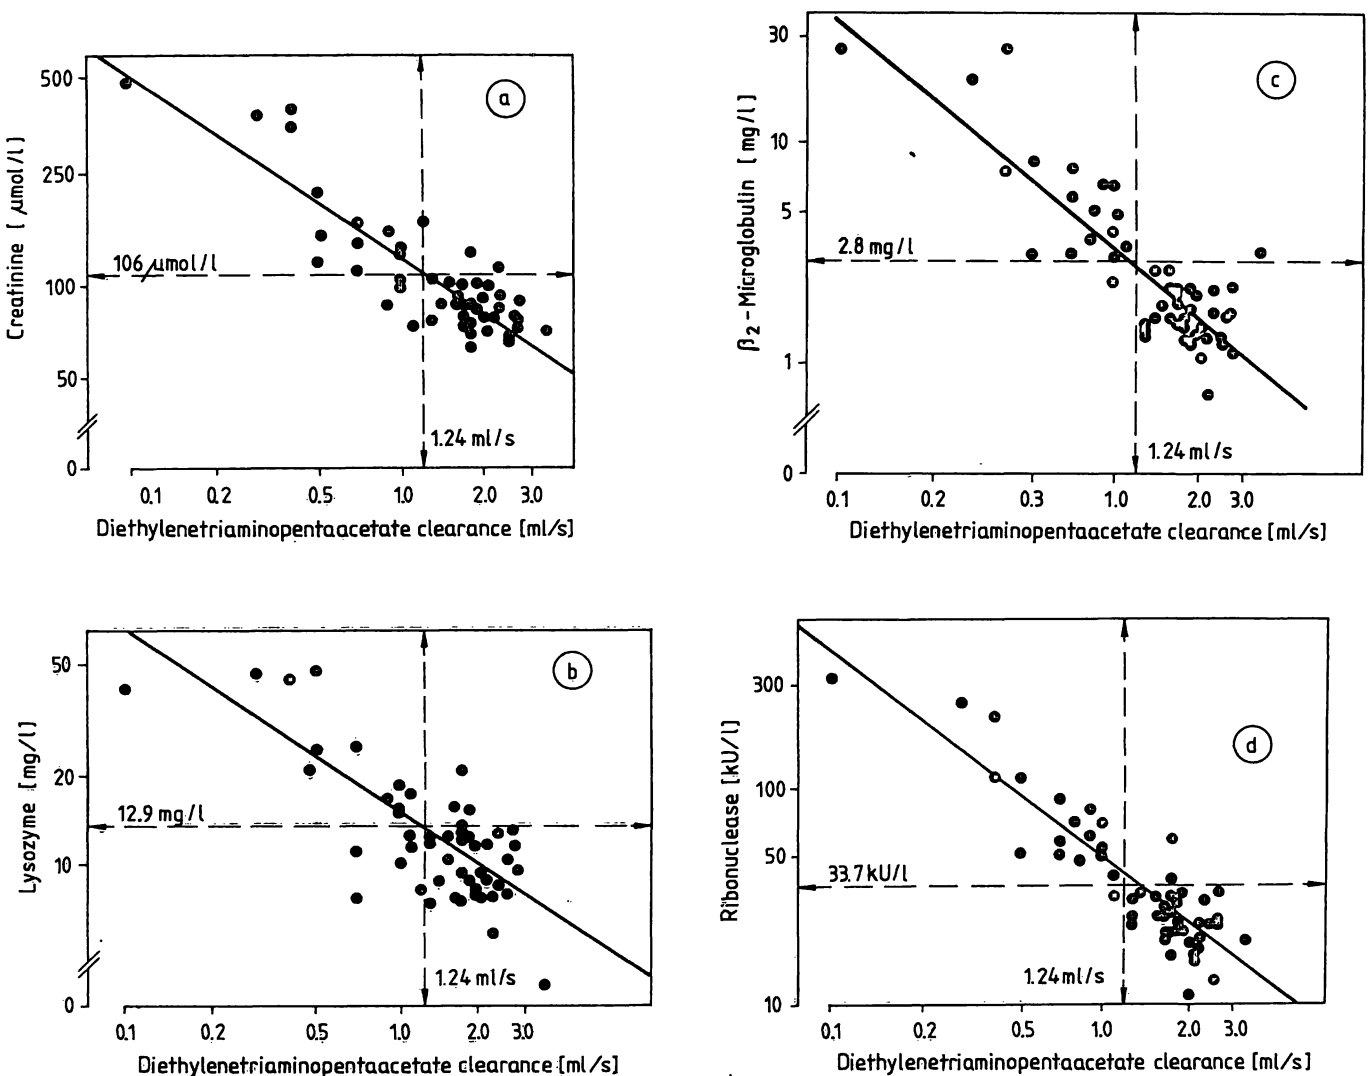 a
Creatinine [ µmol/l]
500
250
100
50
0
106 µmol/l
1.24 ml/s
0.1 0.2 0.5 1.0 2.0 3.0
Diethylenetriaminopentaacetate clearance [ml/s]
c
β2-Microglobulin [ mg/l]
30
10
5
1
0
2.8 mg/l
1.24 ml/s
0.1 0.2 0.3 1.0 2.0 3.0
Diethylenetriaminopentaacetate clearance [ml/s]
b
Lysozyme [mg/l]
50
20
10
0
12.9 mg/l
1.24 ml/s
0.1 0.2 0.5 1.0 2.0 3.0
Diethylenetriaminopentaacetate clearance [ml/s]
d
Ribonuclease [kU/l]
300
100
50
10
33.7 kU/l
1.24 ml/s
0.1 0.2 0.5 1.0 2.0 3.0
Diethylenetriaminopentaacetate clearance [ml/s]